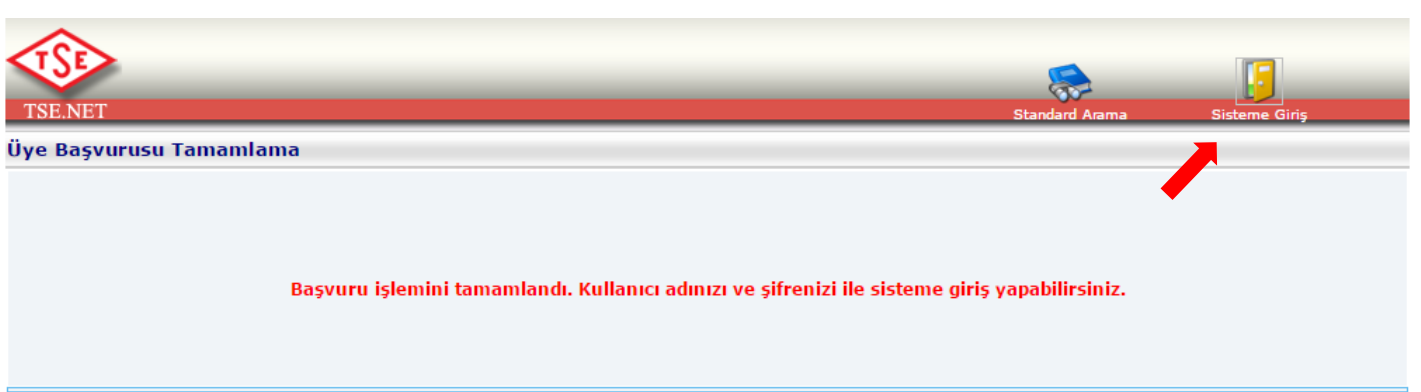 TSE
TSE.NET
Standard Arama
Sisteme Giriş
Üye Başvurusu Tamamlama
Başvuru işlemini tamamlandı. Kullanıcı adınızı ve şifrenizi ile sisteme giriş yapabilirsiniz.